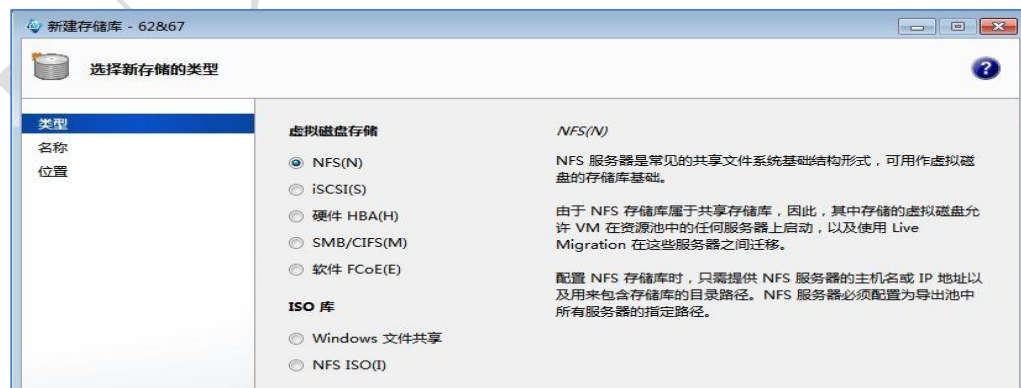 新建存储库 - 62&67
选择新存储的类型
类型
名称
位置
虚拟磁盘存储
NFS(N)
iSCSI(S)
硬件 HBA(H)
SMB/CIFS(M)
软件 FCoE(E)
ISO 库
Windows 文件共享
NFS ISO(I)
NFS(N)
NFS 服务器是常见的共享文件系统基础结构形式，可用作虚拟磁
盘的存储库基础。
由于 NFS 存储库属于共享存储库，因此，其中存储的虚拟磁盘允
许 VM 在资源池中的任何服务器上启动，以及使用 Live
Migration 在这些服务器之间迁移。
配置 NFS 存储库时，只需提供 NFS 服务器的主机名或 IP 地址以
及用来包含存储库的目录路径。NFS 服务器必须配置为导出池中
所有服务器的指定路径。